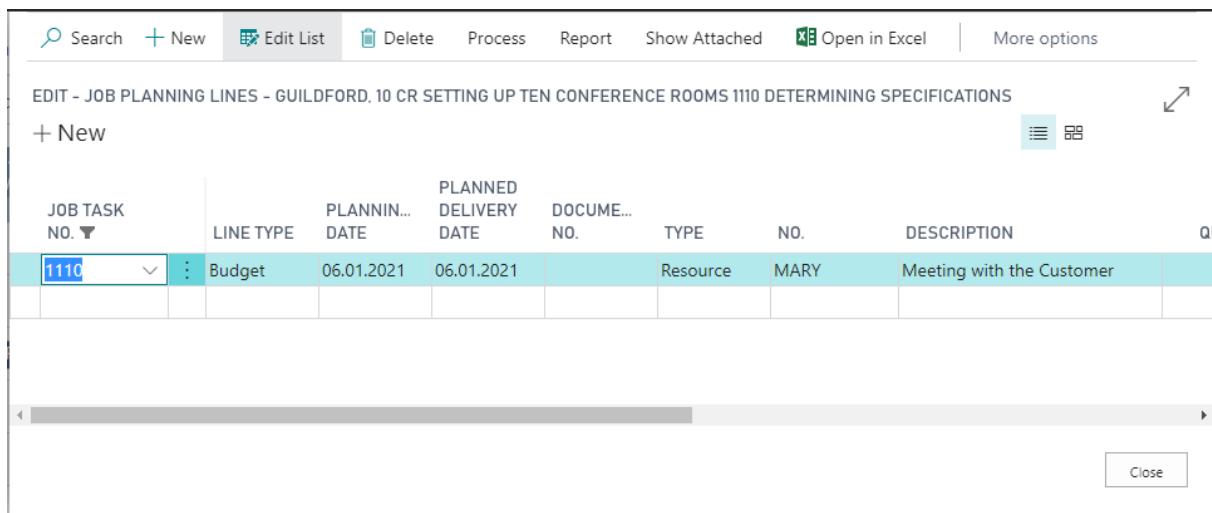 Search + New Edit List Delete Process Report Show Attached Open in Excel More options
EDIT - JOB PLANNING LINES - GUILDFORD, 10 CR SETTING UP TEN CONFERENCE ROOMS 1110 DETERMINING SPECIFICATIONS
+ New
JOB TASK NO. LINE TYPE PLANNIN... DATE PLANNED DELIVERY DATE DOCUME... NO. TYPE NO. DESCRIPTION
1110 Budget 06.01.2021 06.01.2021 Resource MARY Meeting with the Customer
Close